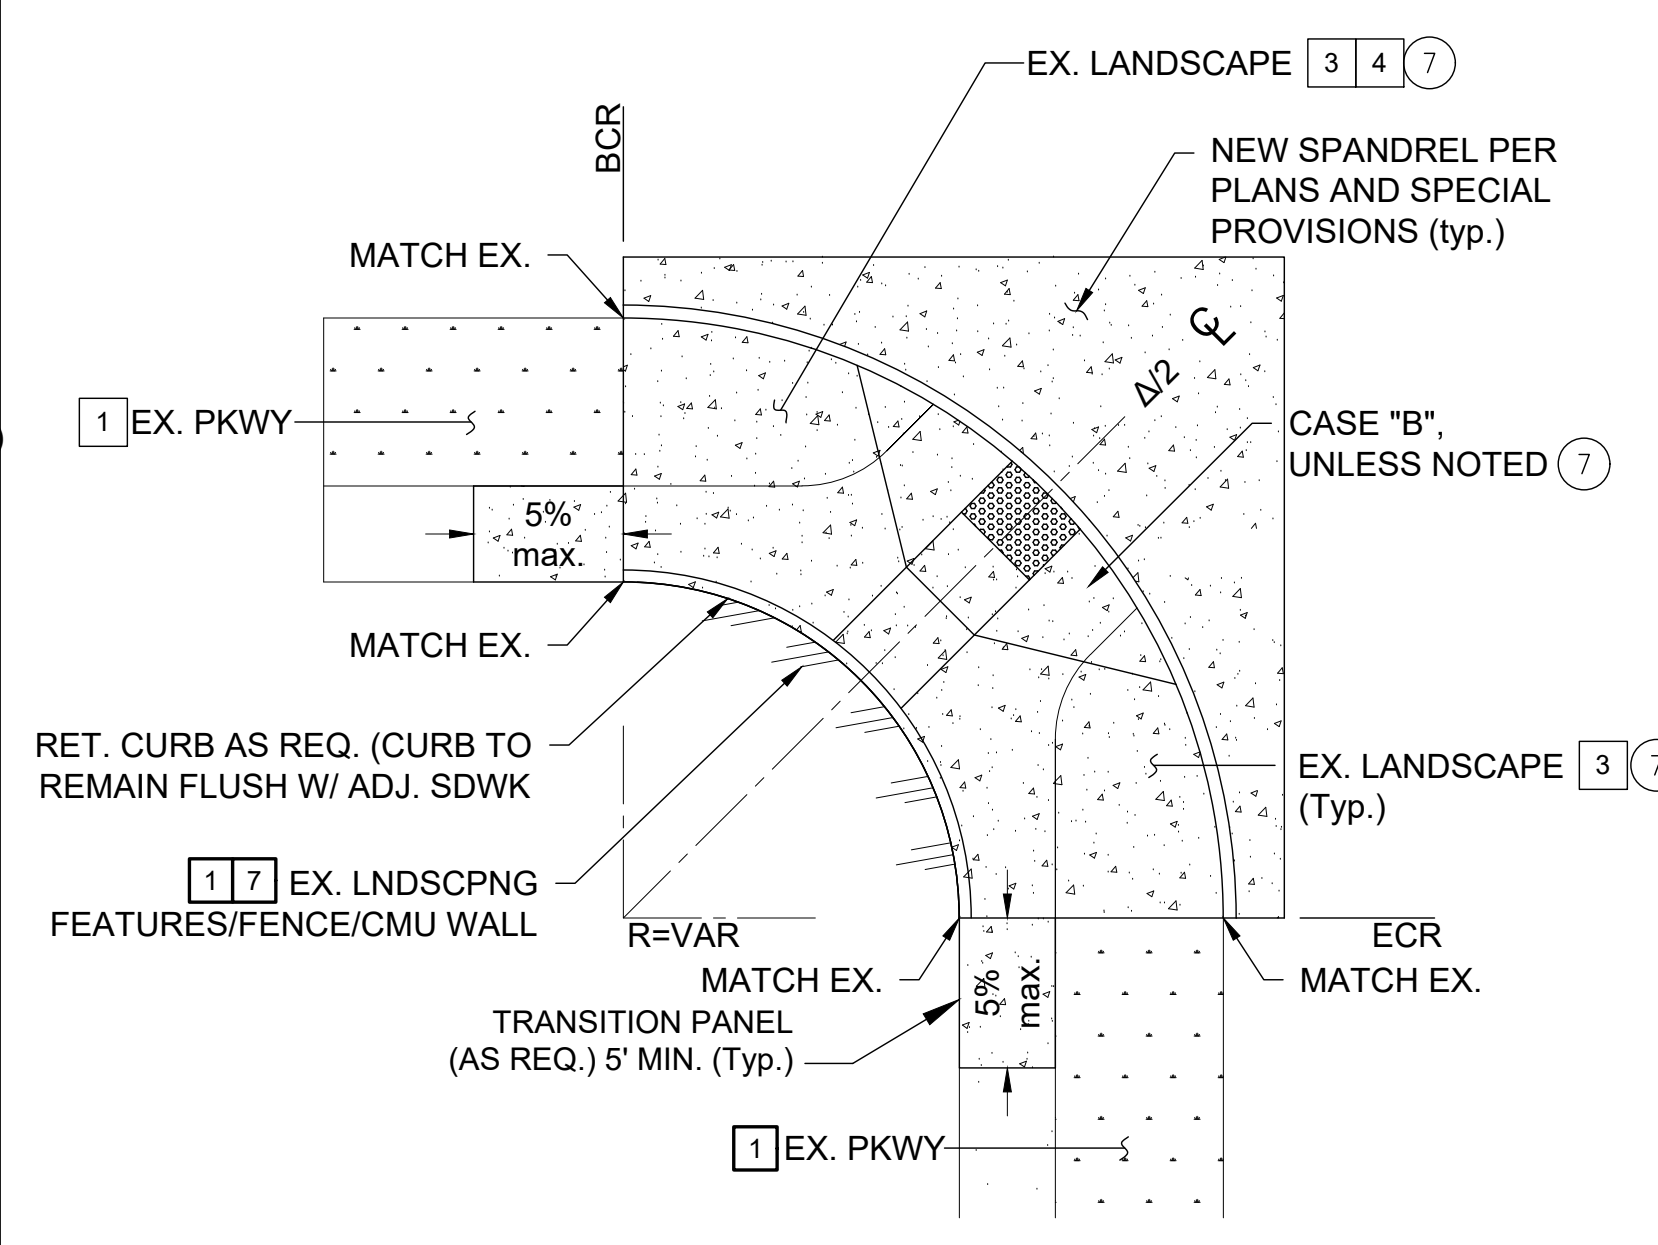 EX. LANDSCAPE 3 4 7
BCR
NEW SPANDREL PER
PLANS AND SPECIAL
PROVISIONS (typ.)
MATCH EX.
℄
Δ/2
1 EX. PKWY
CASE "B",
UNLESS NOTED 7
5%
max.
MATCH EX.
RET. CURB AS REQ. (CURB TO
REMAIN FLUSH W/ ADJ. SDWK
EX. LANDSCAPE 3 7
(Typ.)
1 7 EX. LNDSCPNG
FEATURES/FENCE/CMU WALL
R=VAR
ECR
MATCH EX.
5%
max.
MATCH EX.
TRANSITION PANEL
(AS REQ.) 5' MIN. (Typ.)
1 EX. PKWY